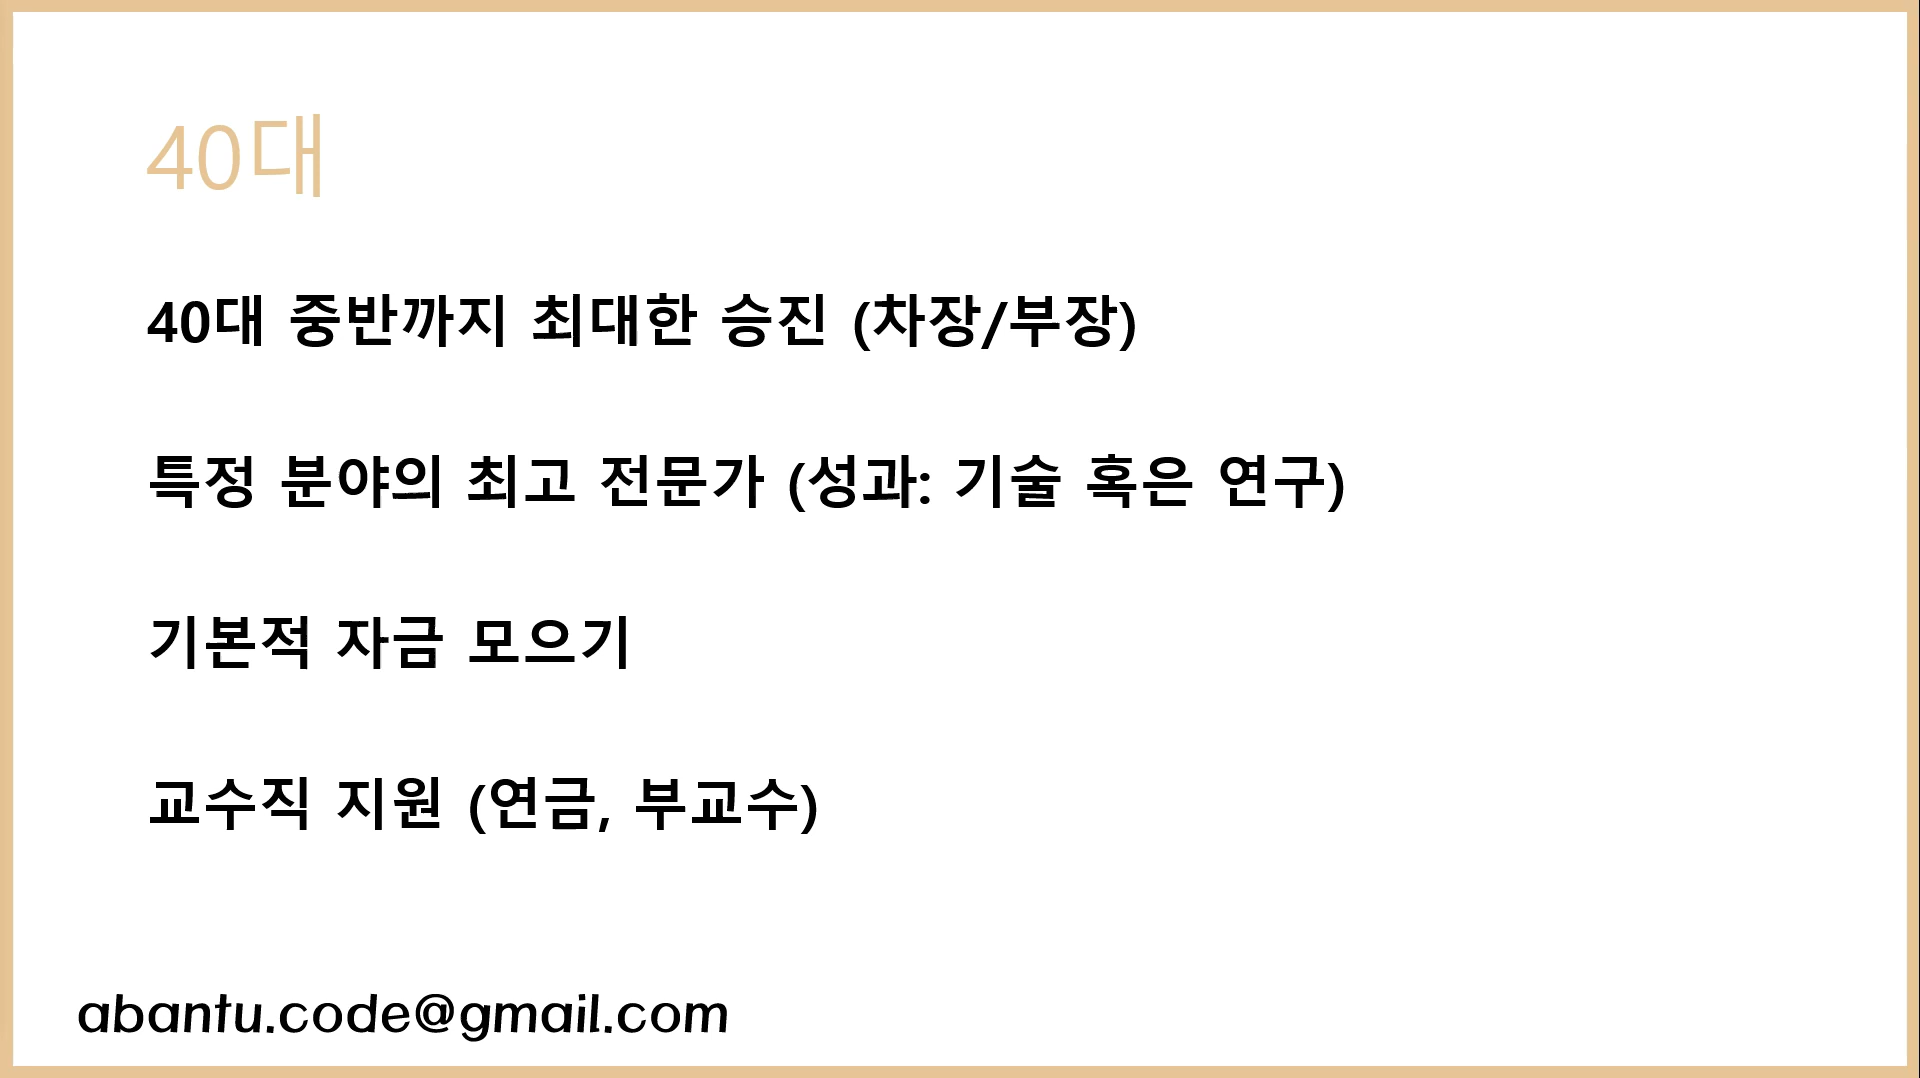 40대
40대 중반까지 최대한 승진 (차장/부장)
특정 분야의 최고 전문가 (성과: 기술 혹은 연구)
기본적 자금 모으기
교수직 지원 (연금, 부교수)
abantu.code@gmail.com